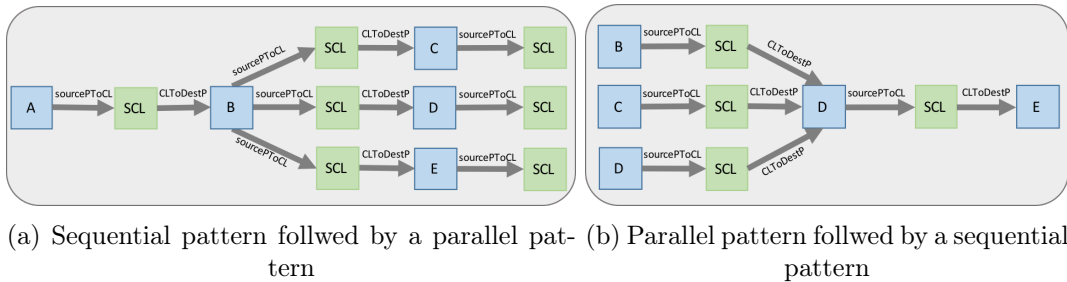 sourcePToCL
SCL
CLToDestP
C
sourcePToCL
SCL
A
sourcePToCL
SCL
CLToDestP
B
sourcePToCL
SCL
CLToDestP
D
sourcePToCL
SCL
sourcePToCL
SCL
CLToDestP
E
sourcePToCL
SCL
B
sourcePToCL
SCL
CLToDestP
C
sourcePToCL
SCL
CLToDestP
D
sourcePToCL
SCL
CLToDestP
E
D
sourcePToCL
SCL
CLToDestP
(a) Sequential pattern follwed by a parallel pat-
tern
(b) Parallel pattern follwed by a sequential
pattern